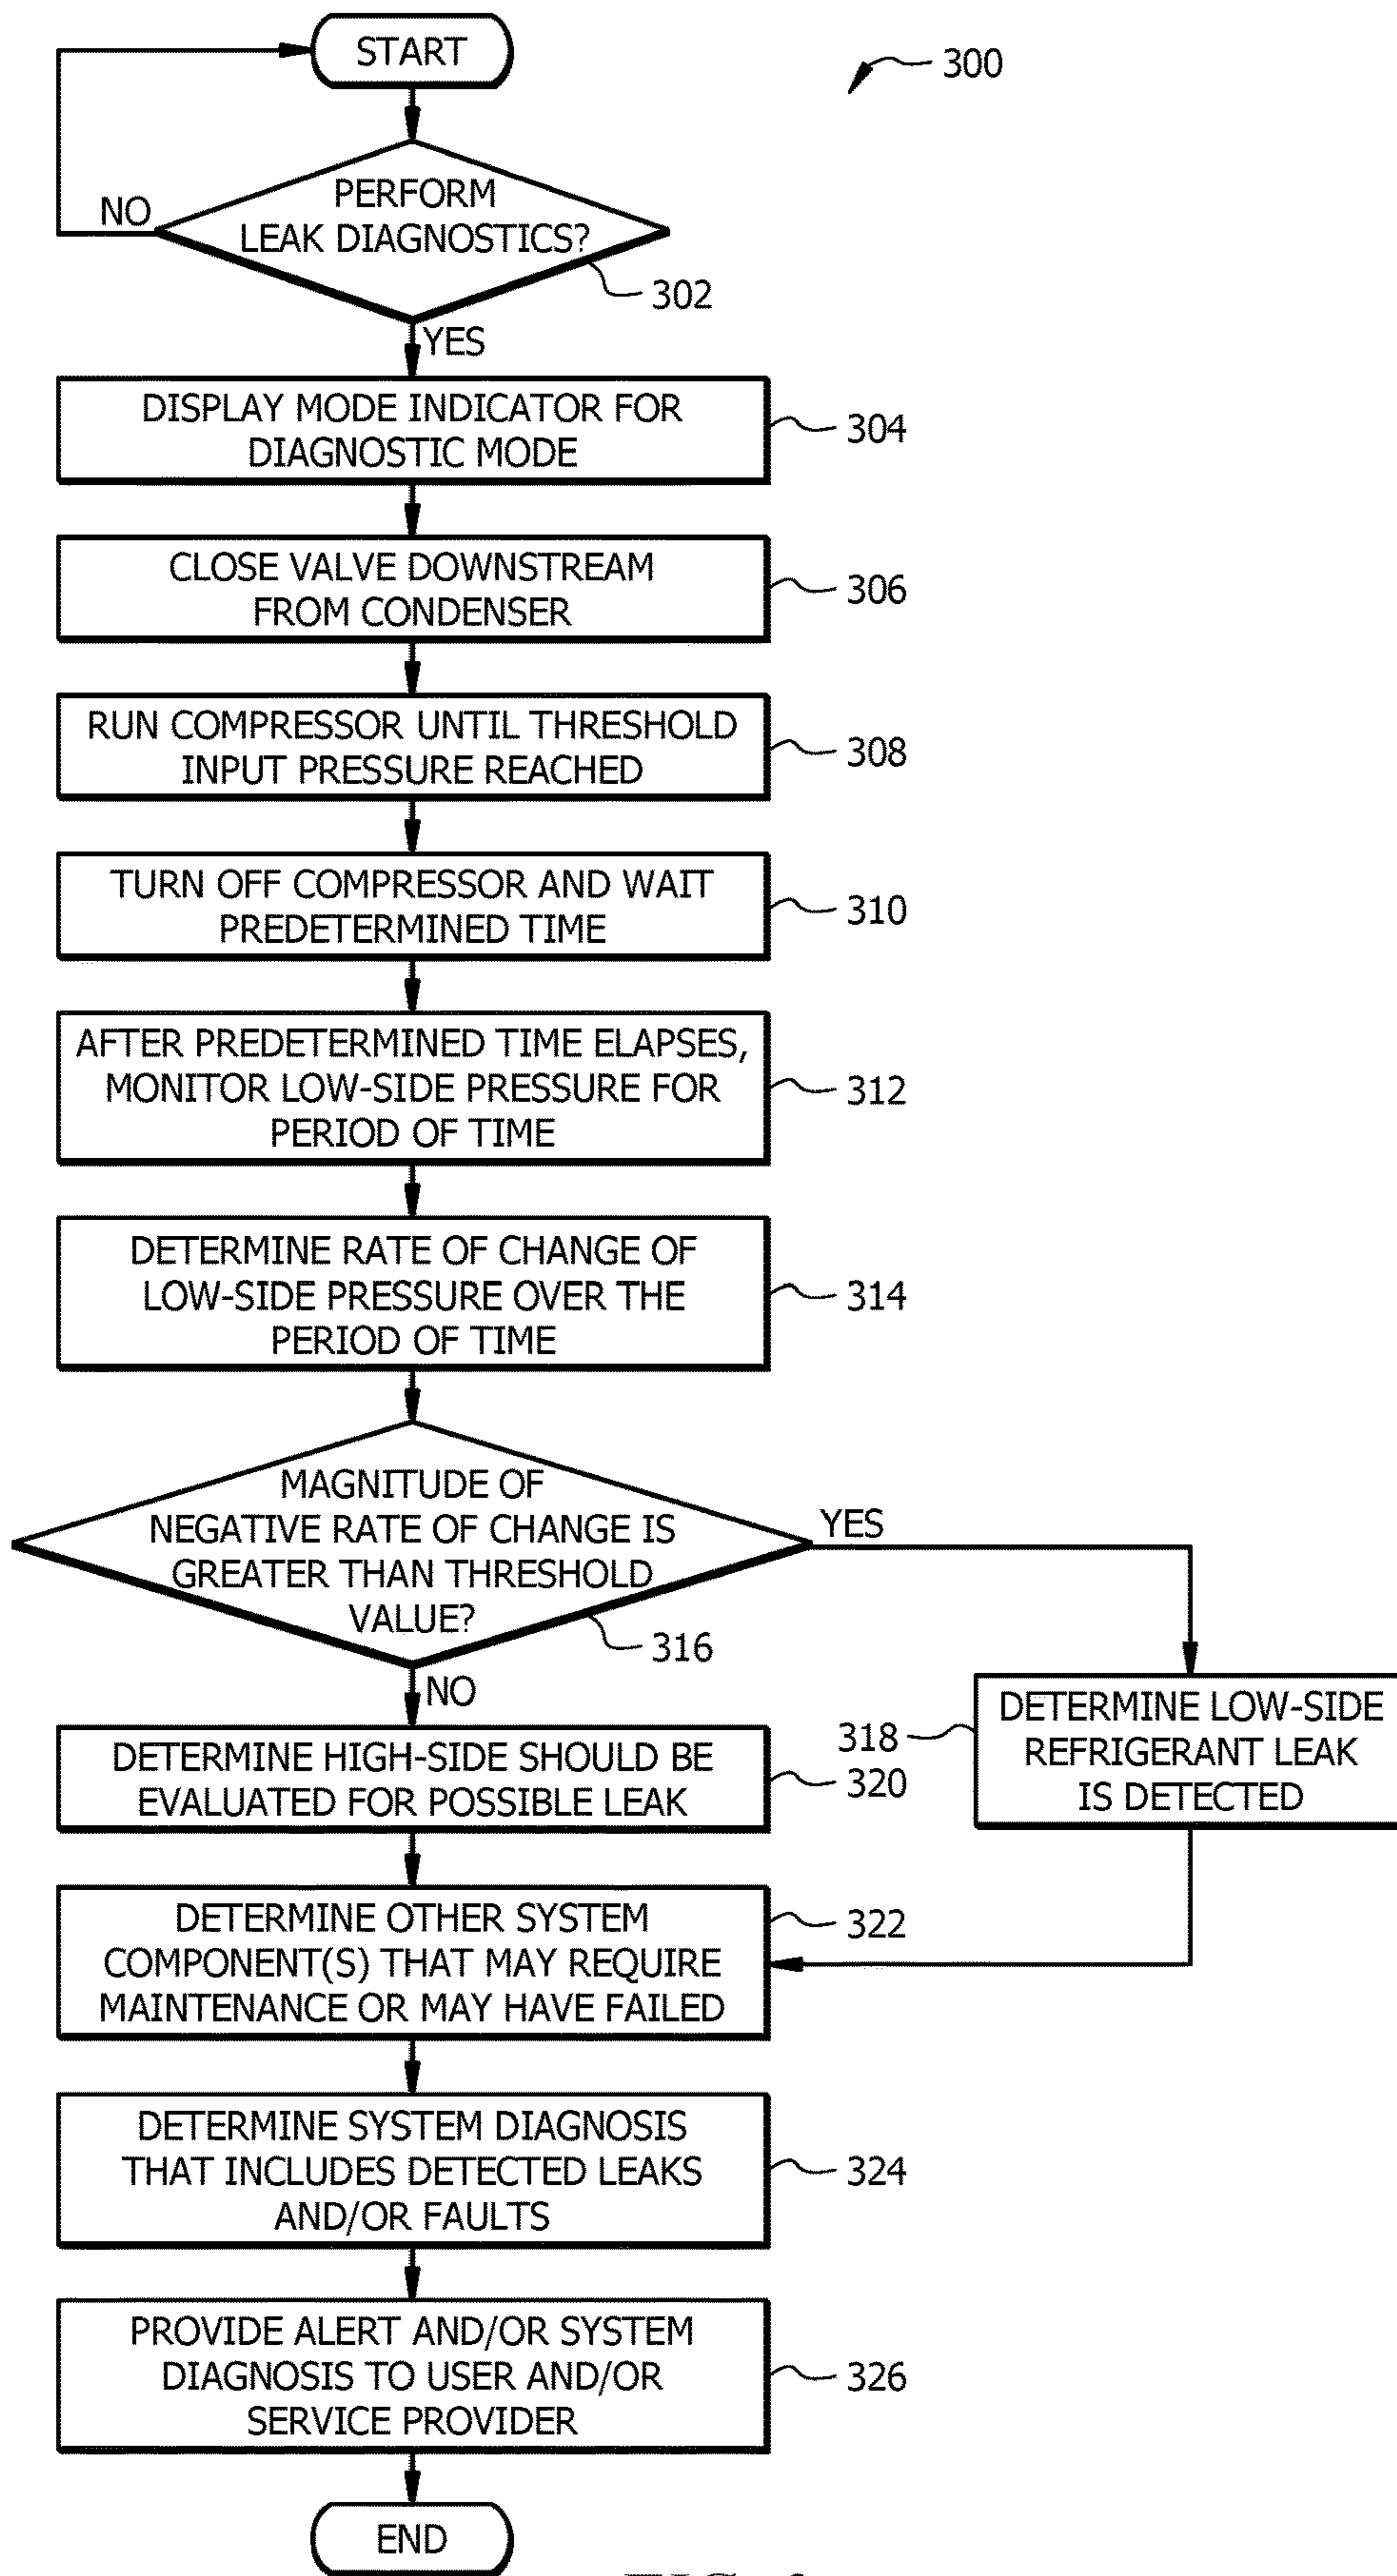 START
300
NO
PERFORM
LEAK DIAGNOSTICS?
302
YES
DISPLAY MODE INDICATOR FOR
DIAGNOSTIC MODE
304
CLOSE VALVE DOWNSTREAM
FROM CONDENSER
306
RUN COMPRESSOR UNTIL THRESHOLD
INPUT PRESSURE REACHED
308
TURN OFF COMPRESSOR AND WAIT
PREDETERMINED TIME
310
AFTER PREDETERMINED TIME ELAPSES,
MONITOR LOW-SIDE PRESSURE FOR
PERIOD OF TIME
312
DETERMINE RATE OF CHANGE OF
LOW-SIDE PRESSURE OVER THE
PERIOD OF TIME
314
MAGNITUDE OF
NEGATIVE RATE OF CHANGE IS
GREATER THAN THRESHOLD
VALUE?
316
YES
NO
DETERMINE LOW-SIDE
REFRIGERANT LEAK
IS DETECTED
318
DETERMINE HIGH-SIDE SHOULD BE
EVALUATED FOR POSSIBLE LEAK
320
DETERMINE OTHER SYSTEM
COMPONENT(S) THAT MAY REQUIRE
MAINTENANCE OR MAY HAVE FAILED
322
DETERMINE SYSTEM DIAGNOSIS
THAT INCLUDES DETECTED LEAKS
AND/OR FAULTS
324
PROVIDE ALERT AND/OR SYSTEM
DIAGNOSIS TO USER AND/OR
SERVICE PROVIDER
326
END